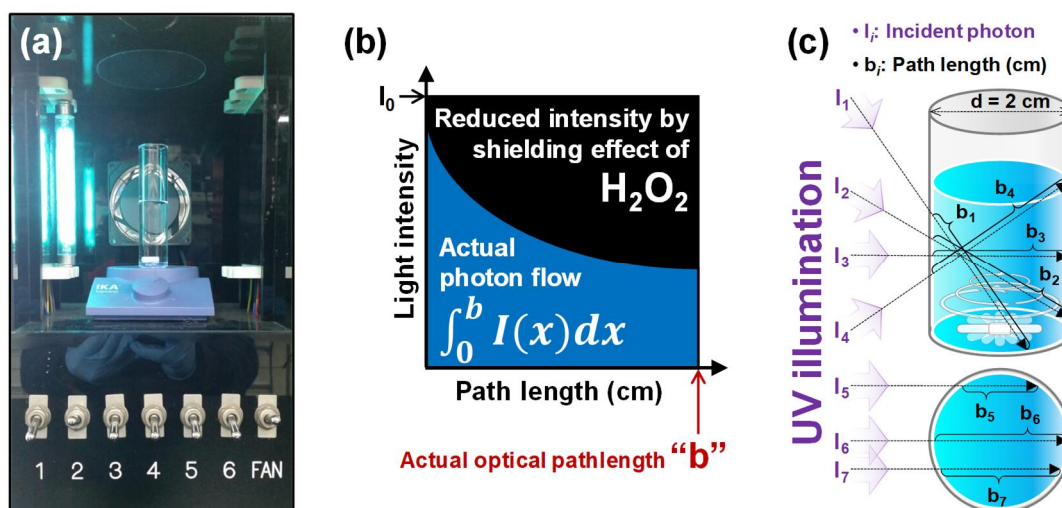 (a)
IKA
1 2 3 4 5 6 FAN
(b)
I₀
Light intensity
Reduced intensity by
shielding effect of
H₂O₂
Actual
photon flow
∫₀ᵇ I(x)dx
Path length (cm)
Actual optical pathlength “b”
(c)
• Iᵢ: Incident photon
• bᵢ: Path length (cm)
d = 2 cm
UV illumination
I₁
I₂
I₃
I₄
b₁
b₄
b₃
b₂
I₅
I₆
I₇
b₅
b₆
b₇